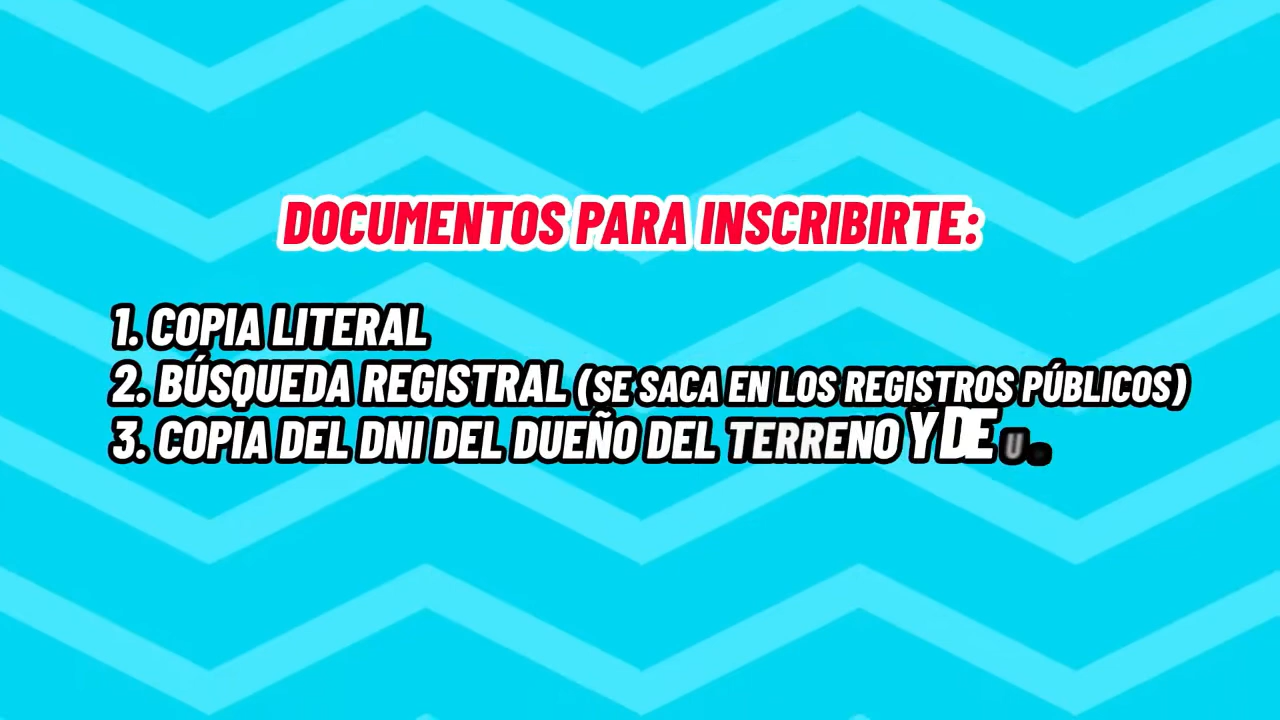 DOCUMENTOS PARA INSCRIBIRTE:
1. COPIA LITERAL
2. BÚSQUEDA REGISTRAL (SE SACA EN LOS REGISTROS PÚBLICOS)
3. COPIA DEL DNI DEL DUEÑO DEL TERRENO Y DE